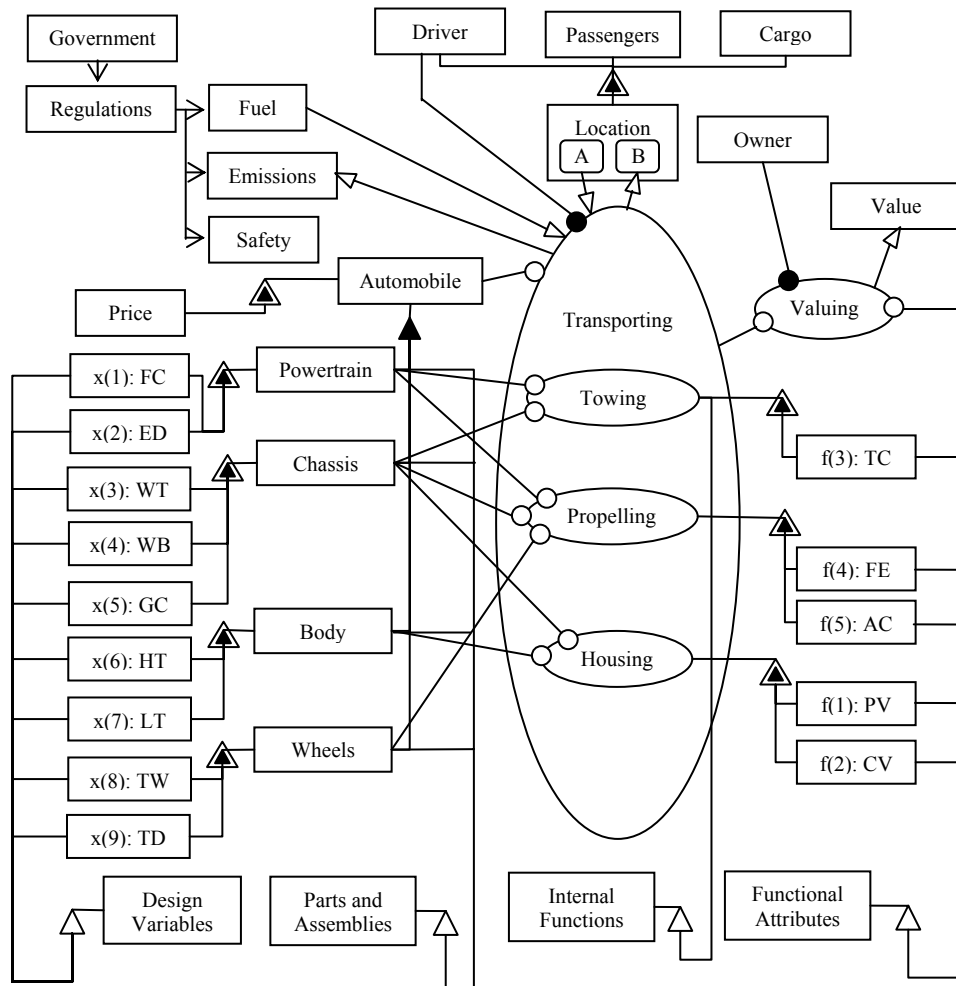 Government
Driver
Passengers
Cargo
Regulations
Fuel
Location
A
B
Owner
Emissions
Value
Safety
Automobile
Price
Transporting
Valuing
x(1): FC
Powertrain
Towing
x(2): ED
f(3): TC
Chassis
x(3): WT
Propelling
x(4): WB
f(4): FE
x(5): GC
f(5): AC
Body
x(6): HT
Housing
f(1): PV
x(7): LT
Wheels
f(2): CV
x(8): TW
x(9): TD
Design
Variables
Parts and
Assemblies
Internal
Functions
Functional
Attributes